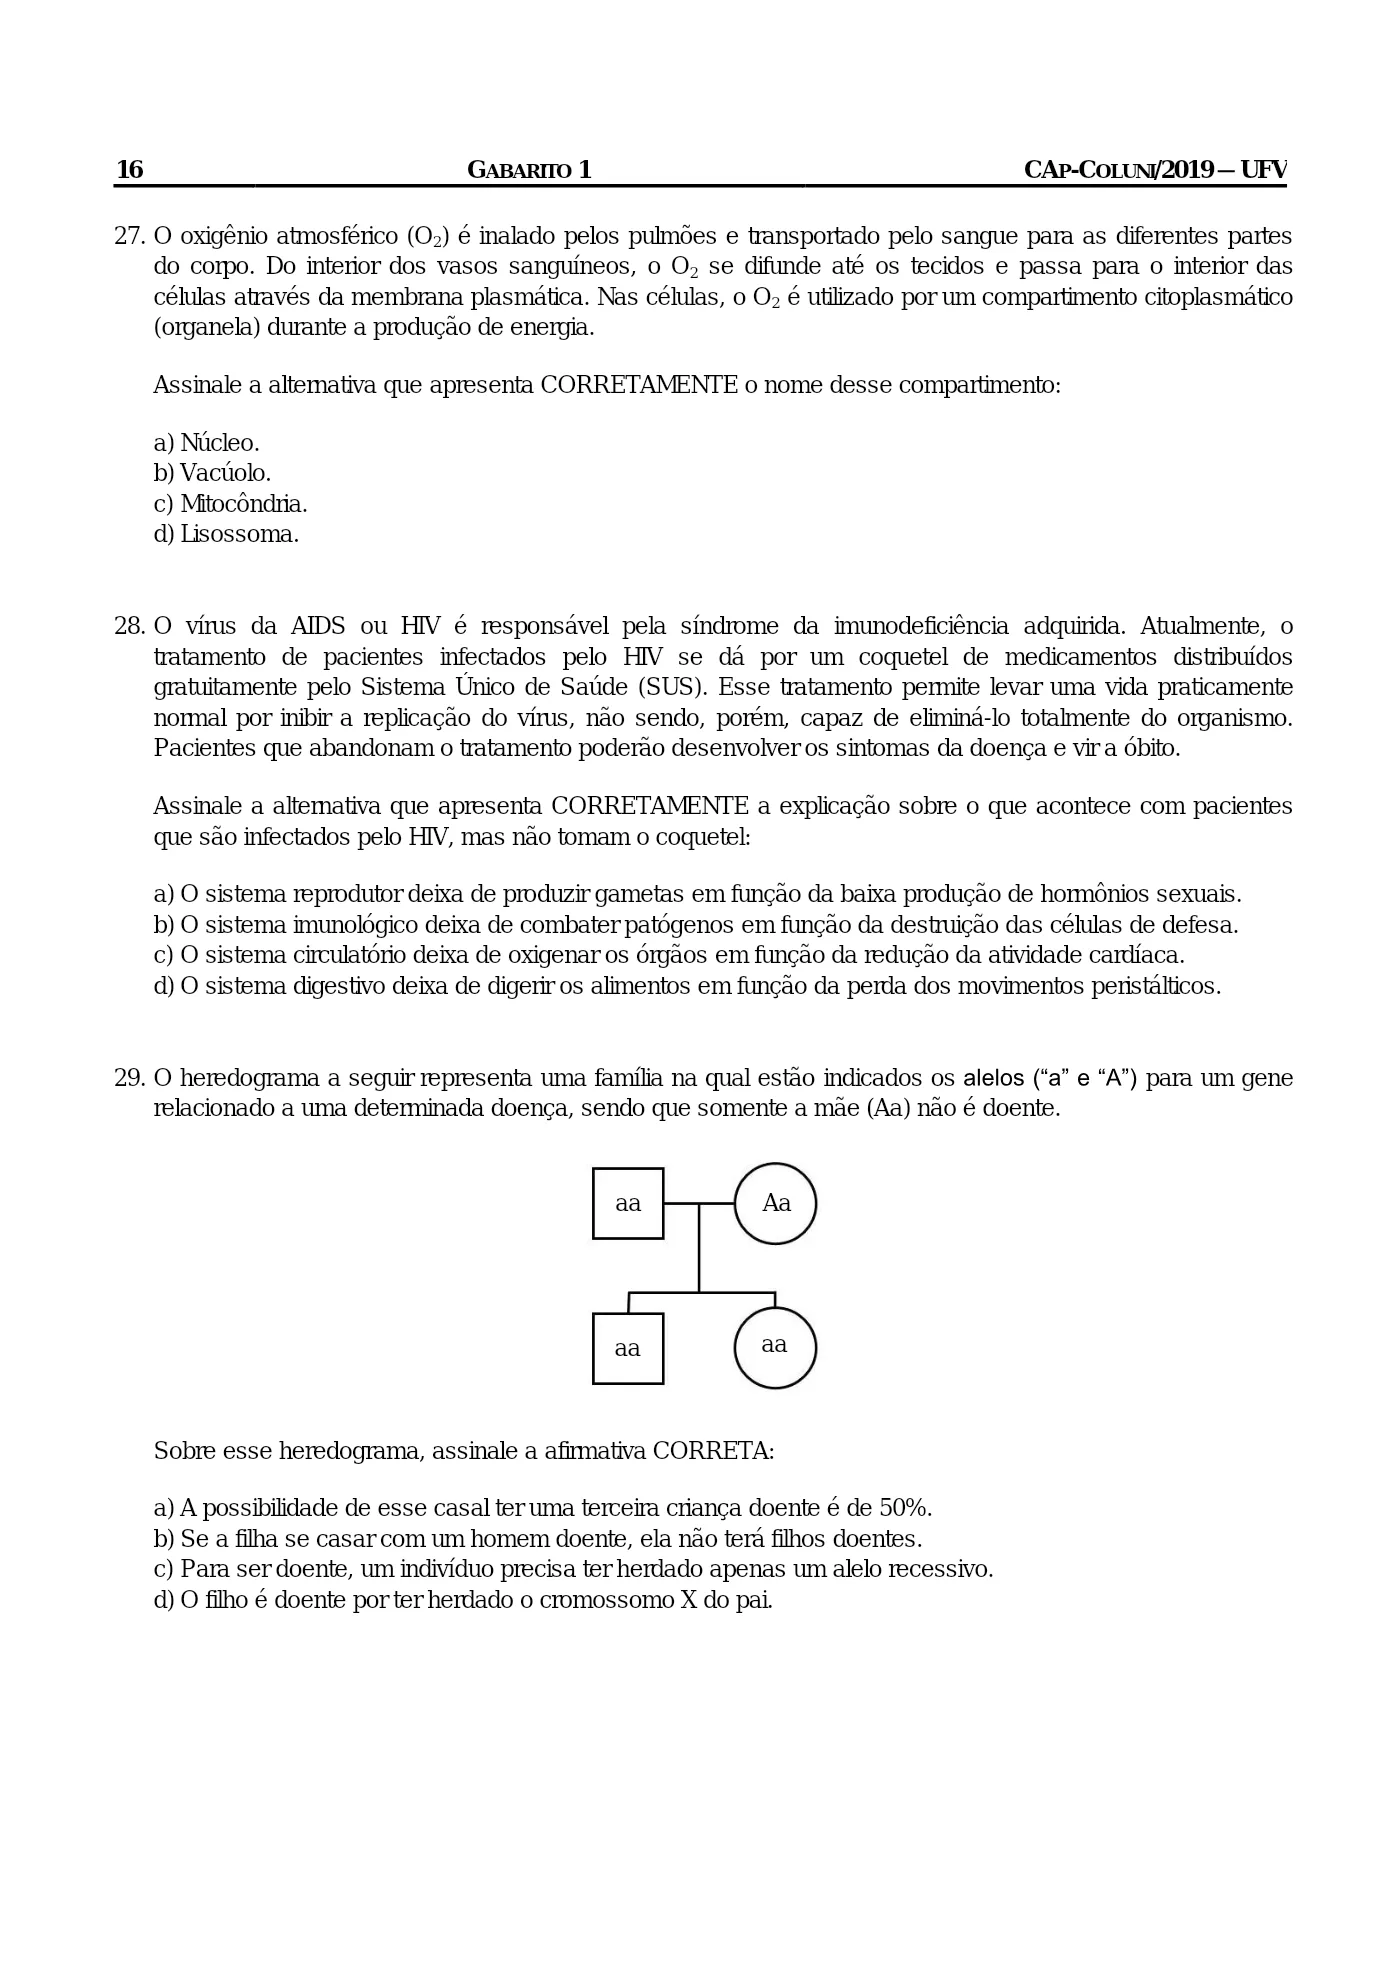 16 GABARITO 1 CAP-COLUNI/2019 — UFV
27. O oxigênio atmosférico (O₂) é inalado pelos pulmões e transportado pelo sangue para as diferentes partes
do corpo. Do interior dos vasos sanguíneos, o O₂ se difunde até os tecidos e passa para o interior das
células através da membrana plasmática. Nas células, o O₂ é utilizado por um compartimento citoplasmático
(organela) durante a produção de energia.
Assinale a alternativa que apresenta CORRETAMENTE o nome desse compartimento:
a) Núcleo.
b) Vacúolo.
c) Mitocôndria.
d) Lisossoma.
28. O vírus da AIDS ou HIV é responsável pela síndrome da imunodeficiência adquirida. Atualmente, o
tratamento de pacientes infectados pelo HIV se dá por um coquetel de medicamentos distribuídos
gratuitamente pelo Sistema Único de Saúde (SUS). Esse tratamento permite levar uma vida praticamente
normal por inibir a replicação do vírus, não sendo, porém, capaz de eliminá-lo totalmente do organismo.
Pacientes que abandonam o tratamento poderão desenvolver os sintomas da doença e vir a óbito.
Assinale a alternativa que apresenta CORRETAMENTE a explicação sobre o que acontece com pacientes
que são infectados pelo HIV, mas não tomam o coquetel:
a) O sistema reprodutor deixa de produzir gametas em função da baixa produção de hormônios sexuais.
b) O sistema imunológico deixa de combater patógenos em função da destruição das células de defesa.
c) O sistema circulatório deixa de oxigenar os órgãos em função da redução da atividade cardíaca.
d) O sistema digestivo deixa de digerir os alimentos em função da perda dos movimentos peristálticos.
29. O heredograma a seguir representa uma família na qual estão indicados os alelos (“a” e “A”) para um gene
relacionado a uma determinada doença, sendo que somente a mãe (Aa) não é doente.
aa Aa
aa aa
Sobre esse heredograma, assinale a afirmativa CORRETA:
a) A possibilidade de esse casal ter uma terceira criança doente é de 50%.
b) Se a filha se casar com um homem doente, ela não terá filhos doentes.
c) Para ser doente, um indivíduo precisa ter herdado apenas um alelo recessivo.
d) O filho é doente por ter herdado o cromossomo X do pai.